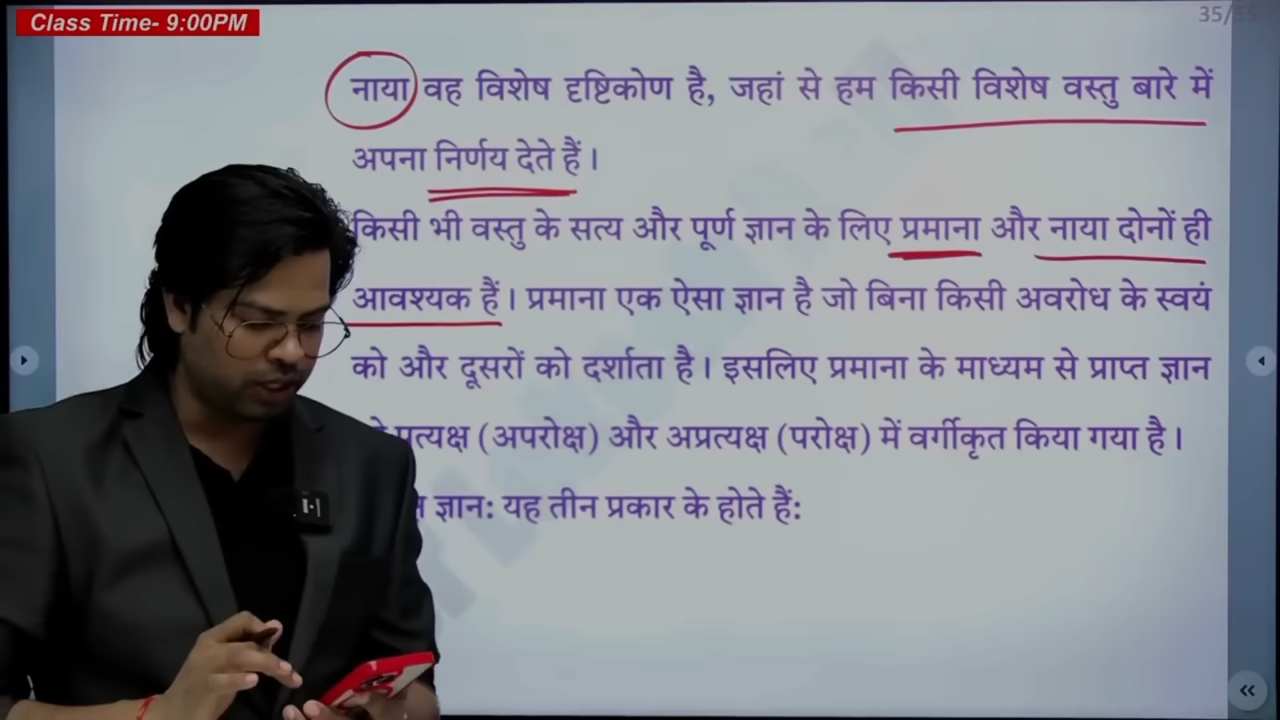 Class Time- 9:00PM
35/55
नाया वह विशेष दृष्टिकोण है, जहां से हम किसी विशेष वस्तु बारे में
अपना निर्णय देते हैं।
किसी भी वस्तु के सत्य और पूर्ण ज्ञान के लिए प्रमाना और नाया दोनों ही
आवश्यक हैं। प्रमाना एक ऐसा ज्ञान है जो बिना किसी अवरोध के स्वयं
को और दूसरों को दर्शाता है। इसलिए प्रमाना के माध्यम से प्राप्त ज्ञान
प्रत्यक्ष (अपरोक्ष) और अप्रत्यक्ष (परोक्ष) में वर्गीकृत किया गया है।
ज्ञान: यह तीन प्रकार के होते हैं: